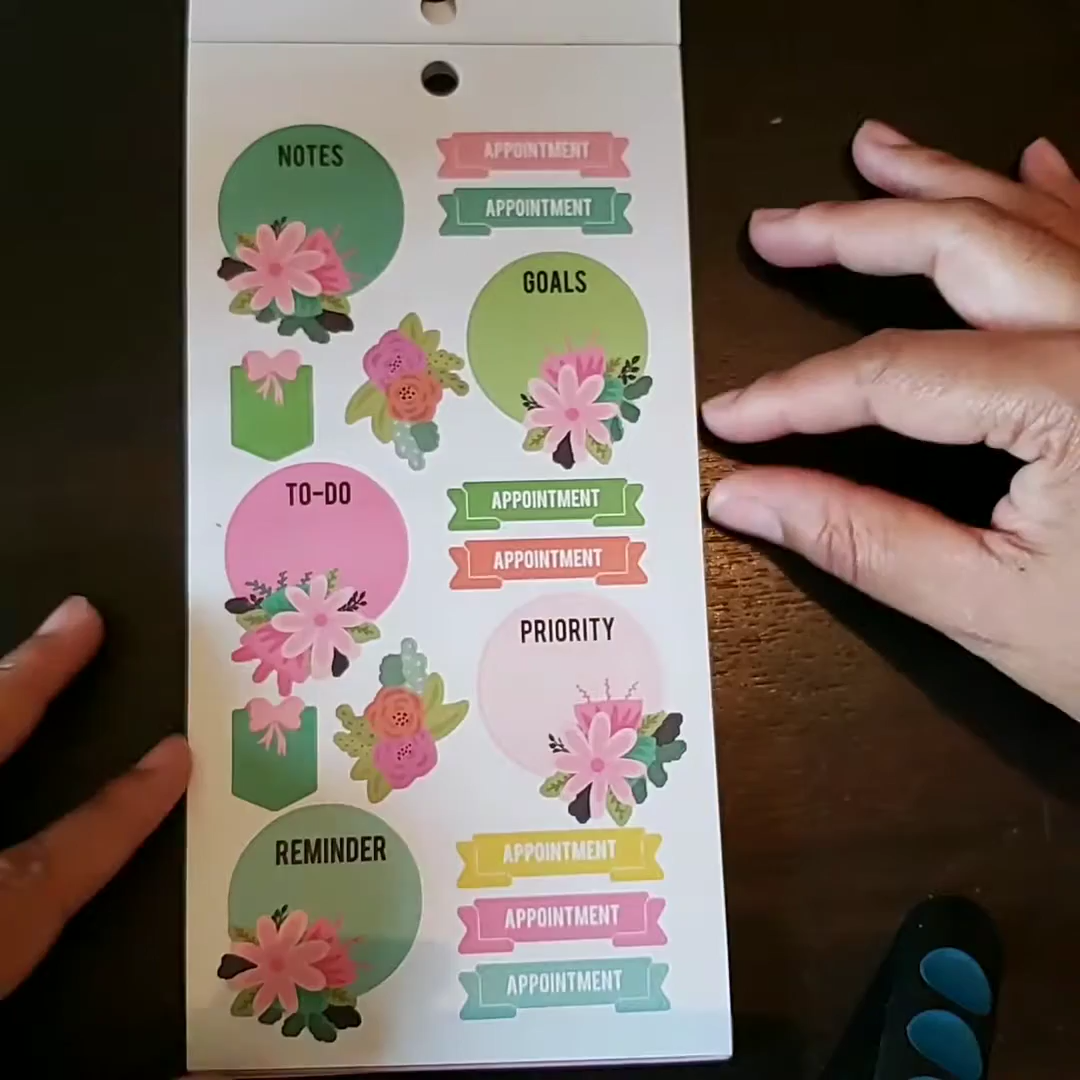 NOTES
APPOINTMENT
APPOINTMENT
GOALS
TO-DO
APPOINTMENT
APPOINTMENT
PRIORITY
REMINDER
APPOINTMENT
APPOINTMENT
APPOINTMENT